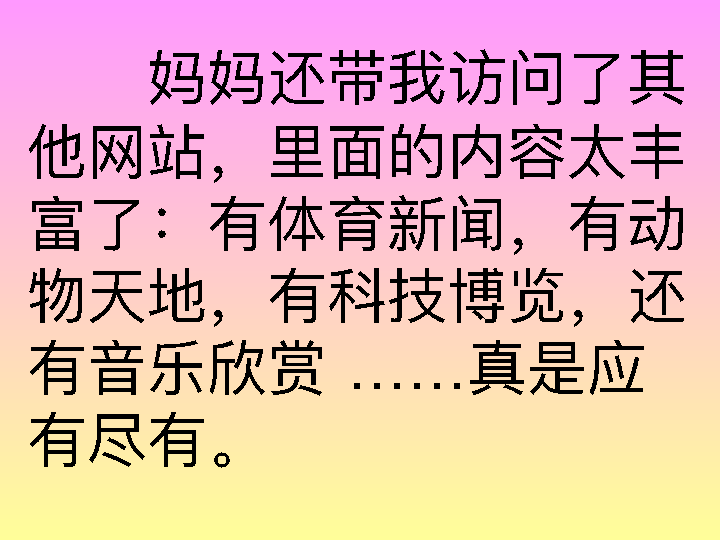 妈妈还带我访问了其
他网站，里面的内容太丰
富了：有体育新闻，有动
物天地，有科技博览，还
有音乐欣赏 ……真是应
有尽有。